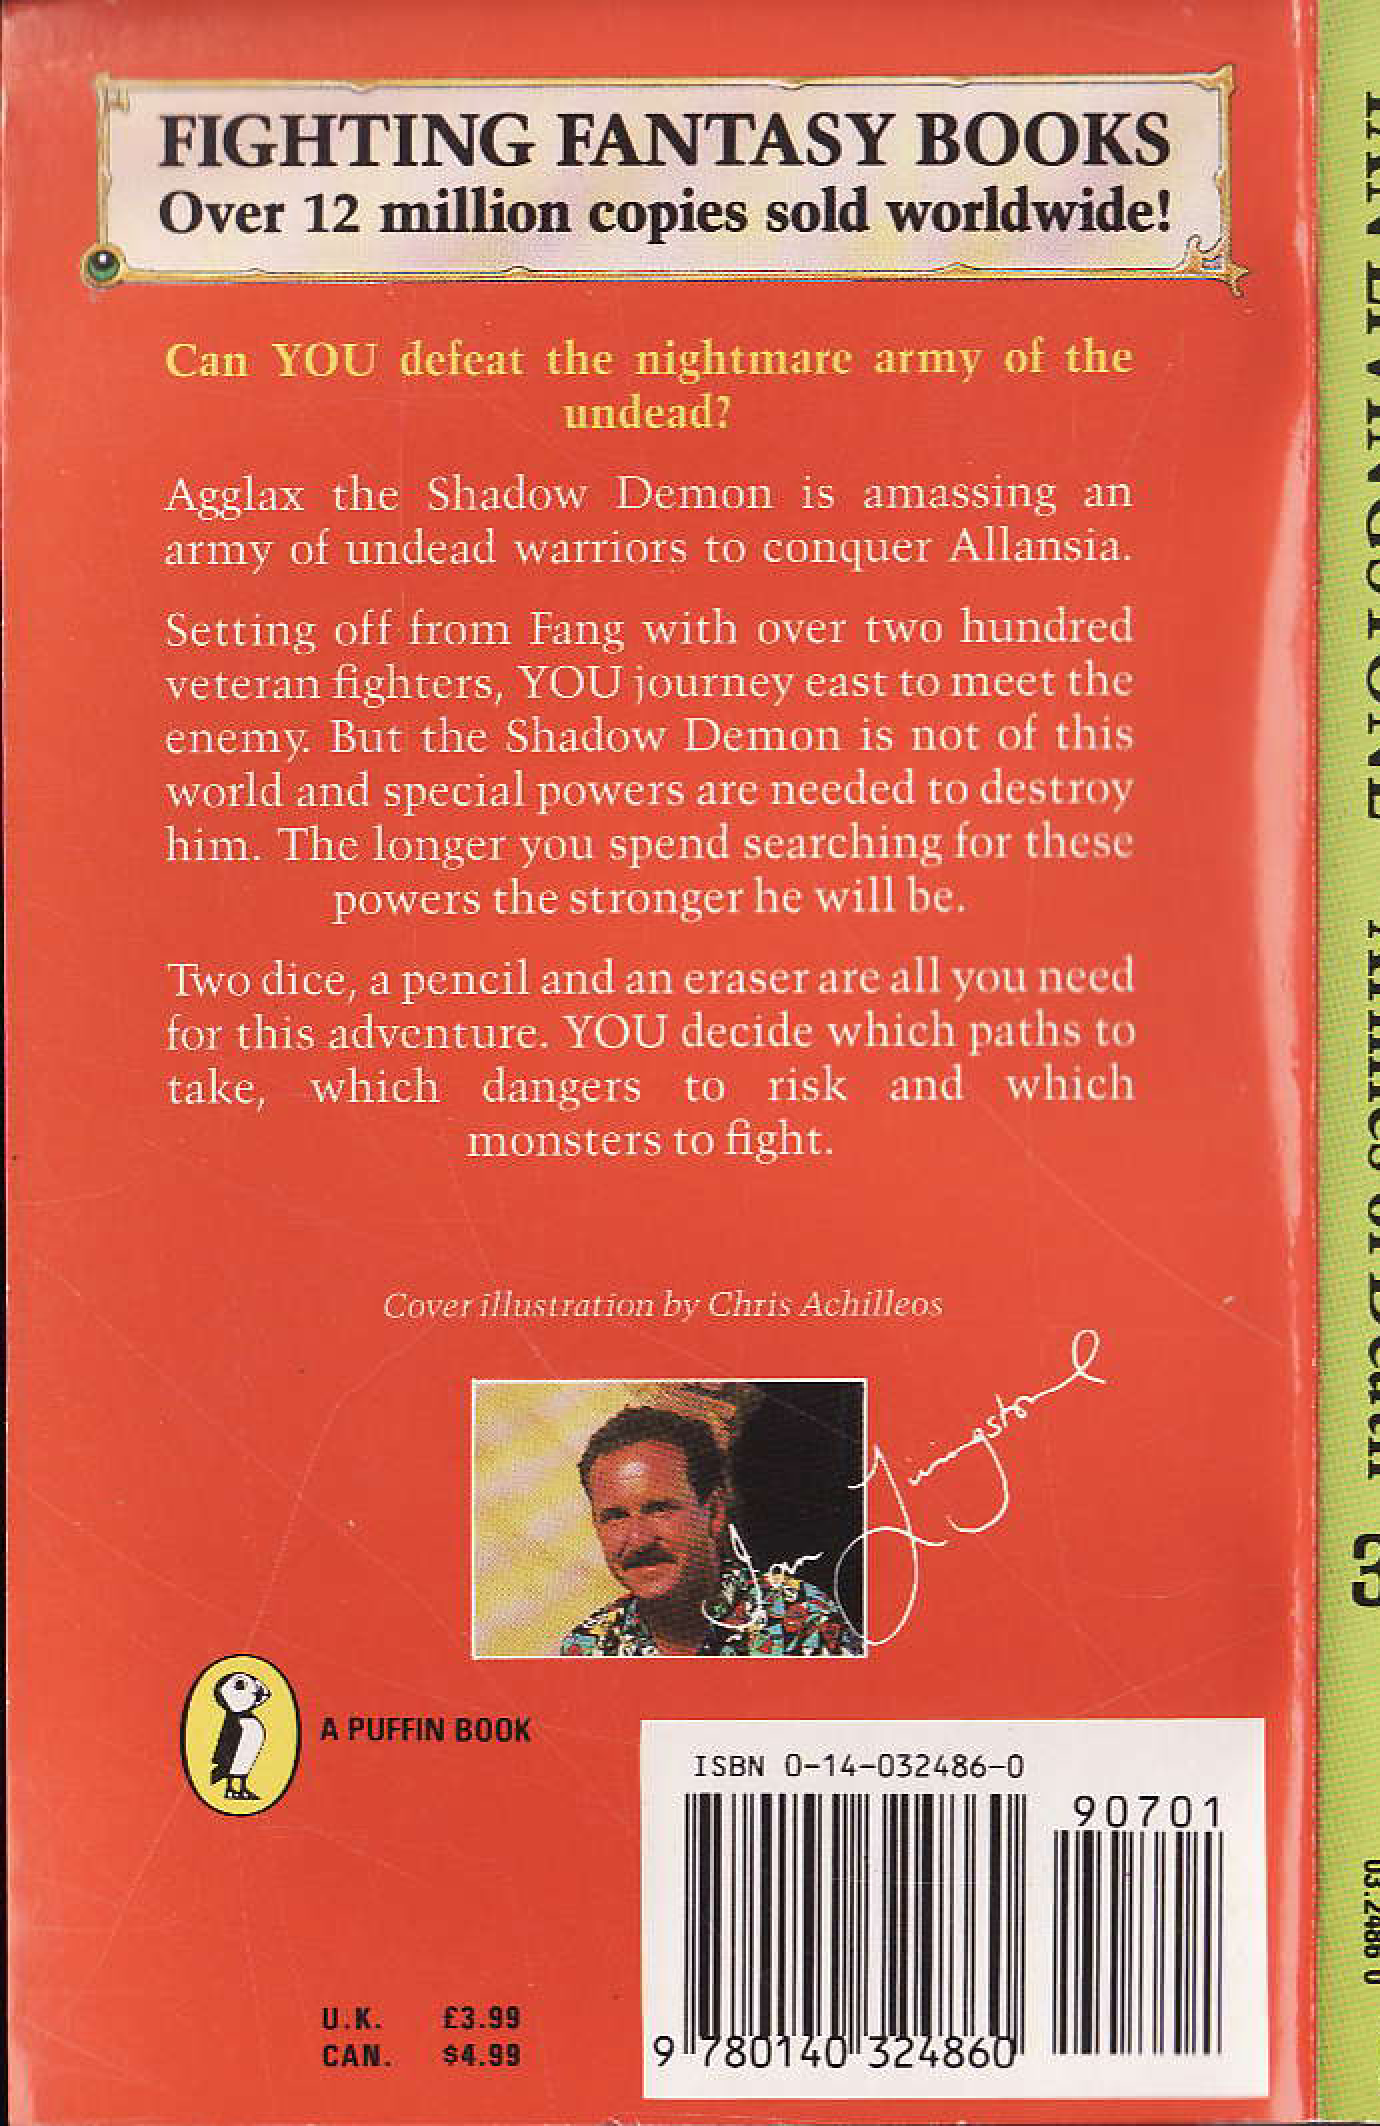 FIGHTING FANTASY BOOKS
Over 12 million copies sold worldwide!
Can YOU defeat the nightmare army of the
undead?
Agglax the Shadow Demon is amassing an
army of undead warriors to conquer Allansia.
Setting off from Fang with over two hundred
veteran fighters, YOU journey east to meet the
enemy. But the Shadow Demon is not of this
world and special powers are needed to destroy
him. The longer you spend searching for these
powers the stronger he will be.
Two dice, a pencil and an eraser are all you need
for this adventure. YOU decide which paths to
take, which dangers to risk and which
monsters to fight.
Cover illustration by Chris Achilleos
Ian Livingstone
A PUFFIN BOOK
ISBN 0-14-032486-0
90701
9 780140 324860
U.K. £3.99
CAN. $4.99
IAN LIVINGSTONE Armies of Death
03.2486 0